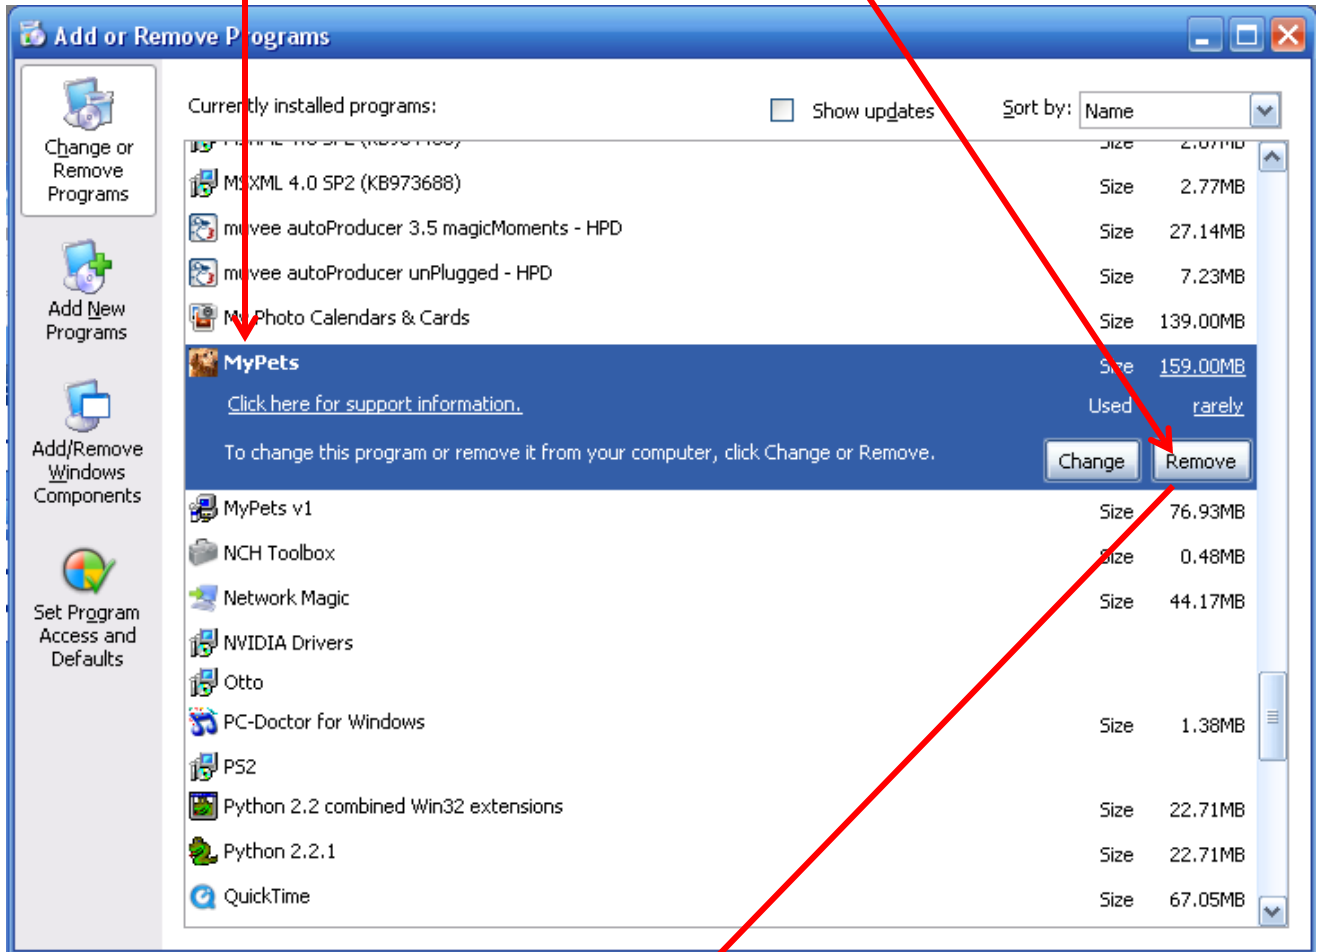 Add or Remove Programs
Change or
Remove
Programs
Add New
Programs
Add/Remove
Windows
Components
Set Program
Access and
Defaults
Currently installed programs:
Show updates
Sort by: Name
Size 2.67MB
MSXML 4.0 SP2 (KB973688) Size 2.77MB
muvee autoProducer 3.5 magicMoments - HPD Size 27.14MB
muvee autoProducer unPlugged - HPD Size 7.23MB
My Photo Calendars & Cards Size 139.00MB
MyPets Size 159.00MB
Click here for support information. Used rarely
To change this program or remove it from your computer, click Change or Remove. Change Remove
MyPets v1 Size 76.93MB
NCH Toolbox Size 0.48MB
Network Magic Size 44.17MB
NVIDIA Drivers
Otto
PC-Doctor for Windows Size 1.38MB
PS2
Python 2.2 combined Win32 extensions Size 22.71MB
Python 2.2.1 Size 22.71MB
QuickTime Size 67.05MB